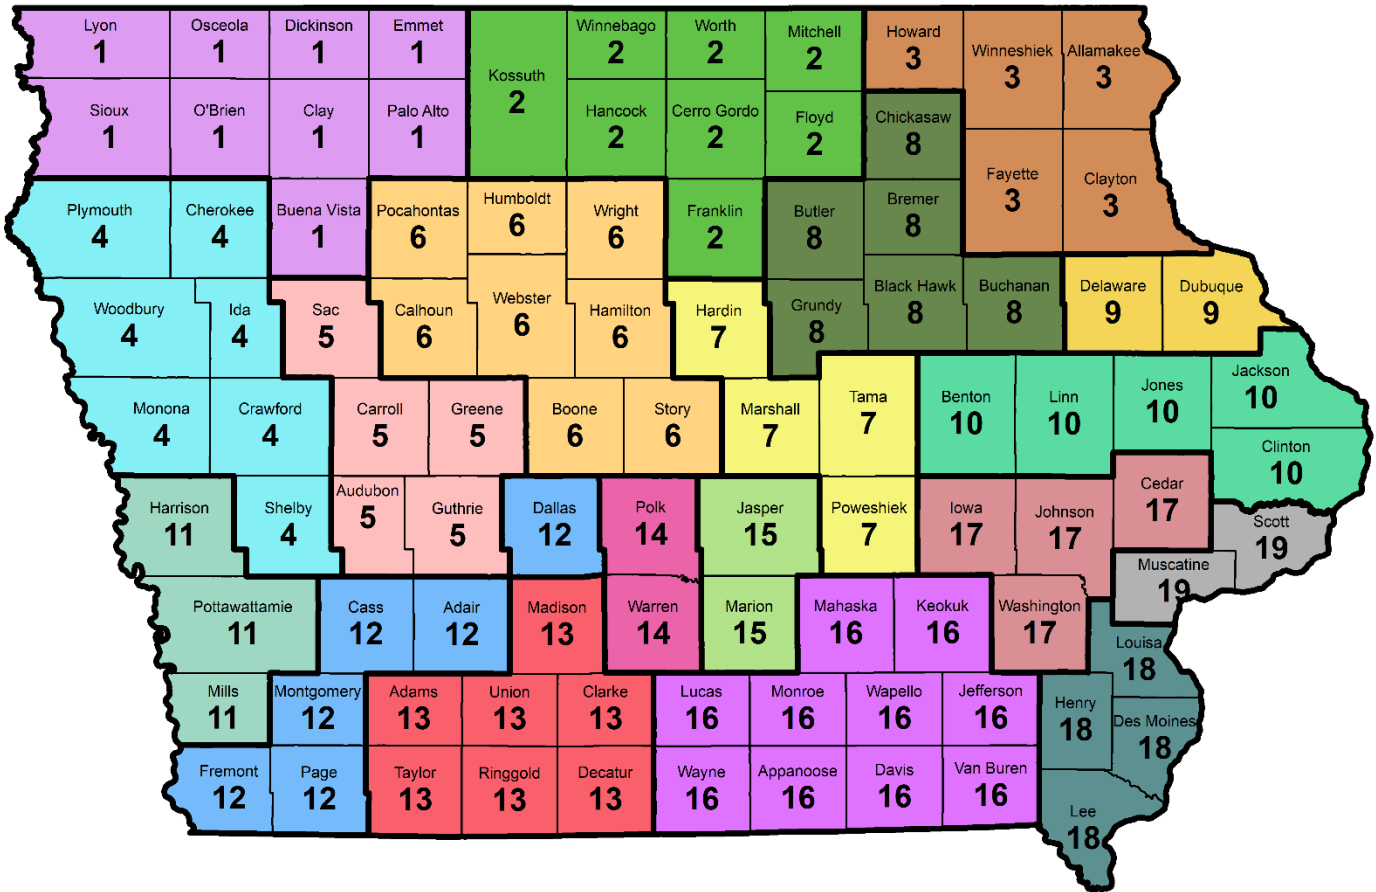 Lyon
1
Osceola
1
Dickinson
1
Emmet
1
Kossuth
2
Winnebago
2
Worth
2
Mitchell
2
Howard
3
Winneshiek
3
Allamakee
3
Sioux
1
O'Brien
1
Clay
1
Palo Alto
1
Hancock
2
Cerro Gordo
2
Floyd
2
Chickasaw
8
Fayette
3
Clayton
3
Plymouth
4
Cherokee
4
Buena Vista
1
Pocahontas
6
Humboldt
6
Wright
6
Franklin
2
Butler
8
Bremer
8
Woodbury
4
Ida
4
Sac
5
Calhoun
6
Webster
6
Hamilton
6
Hardin
7
Grundy
8
Black Hawk
8
Buchanan
8
Delaware
9
Dubuque
9
Monona
4
Crawford
4
Carroll
5
Greene
5
Boone
6
Story
6
Marshall
7
Tama
7
Benton
10
Linn
10
Jones
10
Jackson
10
Clinton
10
Harrison
11
Shelby
4
Audubon
5
Guthrie
5
Dallas
12
Polk
14
Jasper
15
Poweshiek
7
Iowa
17
Johnson
17
Cedar
17
Scott
19
Muscatine
19
Pottawattamie
11
Cass
12
Adair
12
Madison
13
Warren
14
Marion
15
Mahaska
16
Keokuk
16
Washington
17
Louisa
18
Mills
11
Montgomery
12
Adams
13
Union
13
Clarke
13
Lucas
16
Monroe
16
Wapello
16
Jefferson
16
Henry
18
Des Moines
18
Fremont
12
Page
12
Taylor
13
Ringgold
13
Decatur
13
Wayne
16
Appanoose
16
Davis
16
Van Buren
16
Lee
18